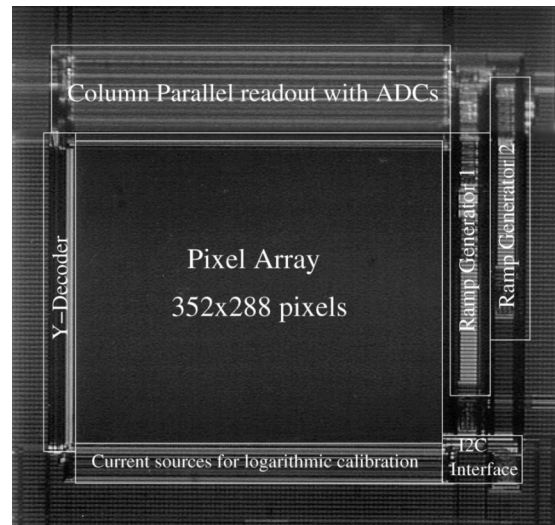 Column Parallel readout with ADCs
Y-Decoder
Pixel Array
352x288 pixels
Ramp Generator 1
Ramp Generator 2
Current sources for logarithmic calibration
I2C
Interface